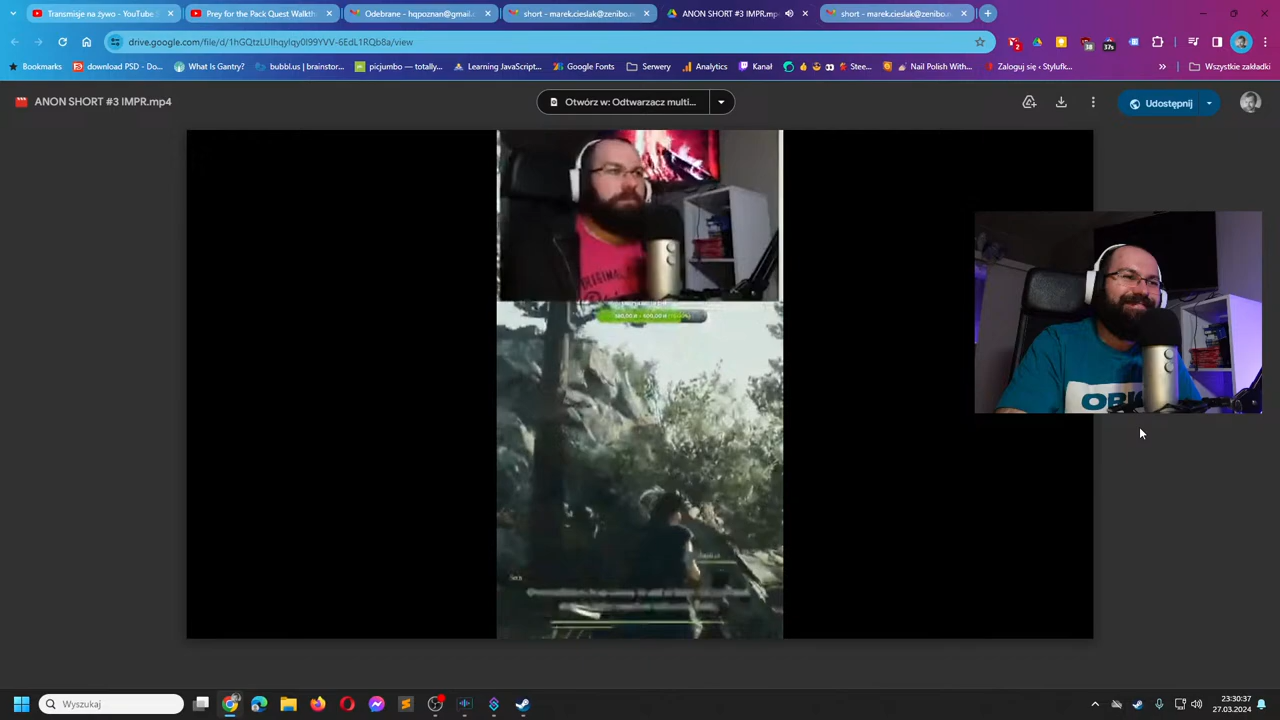 Transmisje na żywo - YouTube S
Prey for the Pack Quest Walkth
Odebrane - hqpoznan@gmail.c
short - marek.cieslak@zenibo.n
ANON SHORT #3 IMPR.mp4
short - marek.cieslak@zenibo.n
drive.google.com/file/d/1hGQtzLUIhqylqy0l99YVV-6EdL1RQb8a/view
Bookmarks
download PSD - Do...
What Is Gantry?
bubbl.us | brainstor...
picjumbo — totally...
Learning JavaScript...
Google Fonts
Serwery
Analytics
Kanał
Stee...
Nail Polish With...
Zaloguj się ‹ Stylufk...
»
Wszystkie zakładki
ANON SHORT #3 IMPR.mp4
Otwórz w: Odtwarzacz multi...
Udostępnij
ORIGINAL
Wyszukaj
23:30:37
27.03.2024